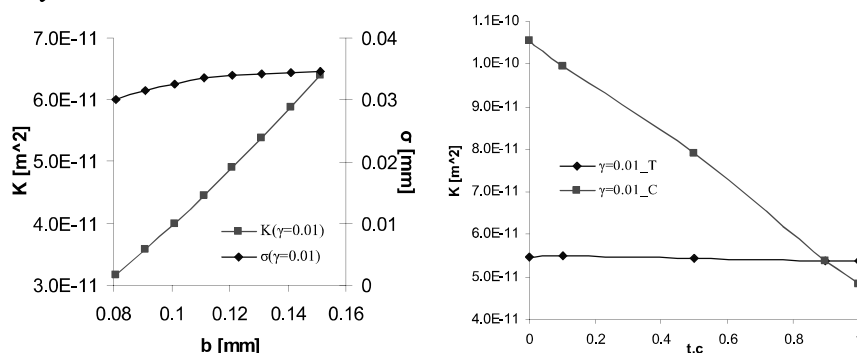 7.0E-11
6.0E-11
5.0E-11
4.0E-11
3.0E-11
K [m^2]
0.04
0.03
0.02
0.01
0
σ [mm]
K(γ=0.01)
σ(γ=0.01)
0.08 0.1 0.12 0.14 0.16
b [mm]
1.1E-10
1.0E-10
9.0E-11
8.0E-11
7.0E-11
6.0E-11
5.0E-11
4.0E-11
K [m^2]
γ=0.01_T
γ=0.01_C
0 0.2 0.4 0.6 0.8
t,c